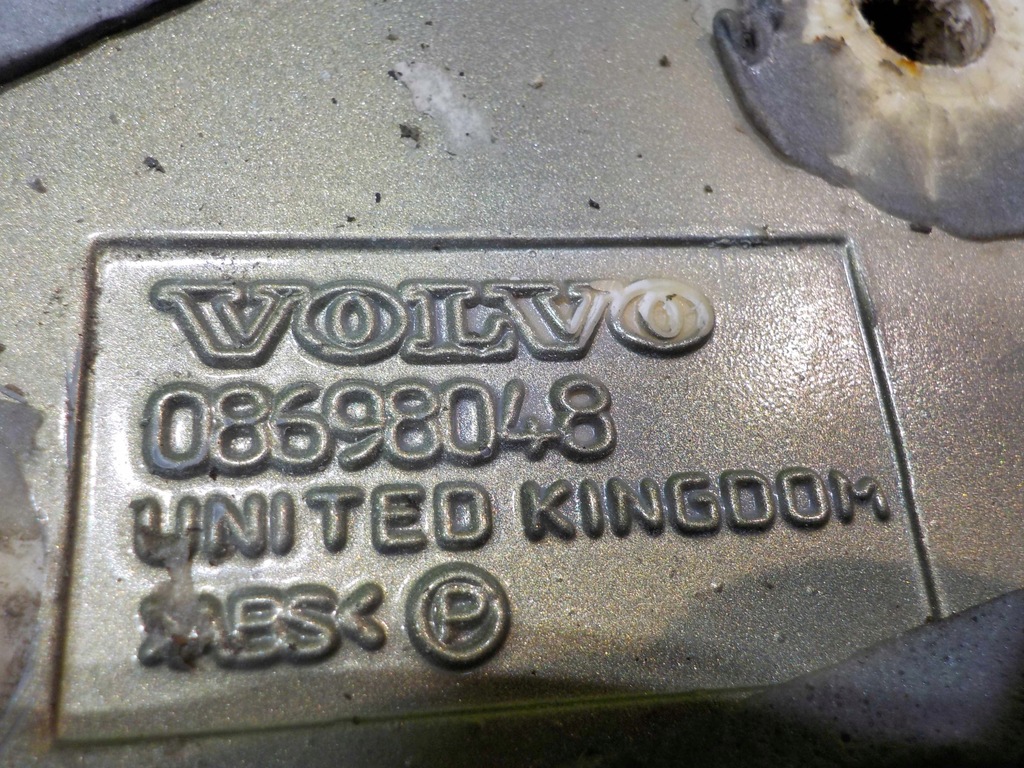 VOLVO
08698048
UNITED KINGDOM
>ABS< Ⓟ